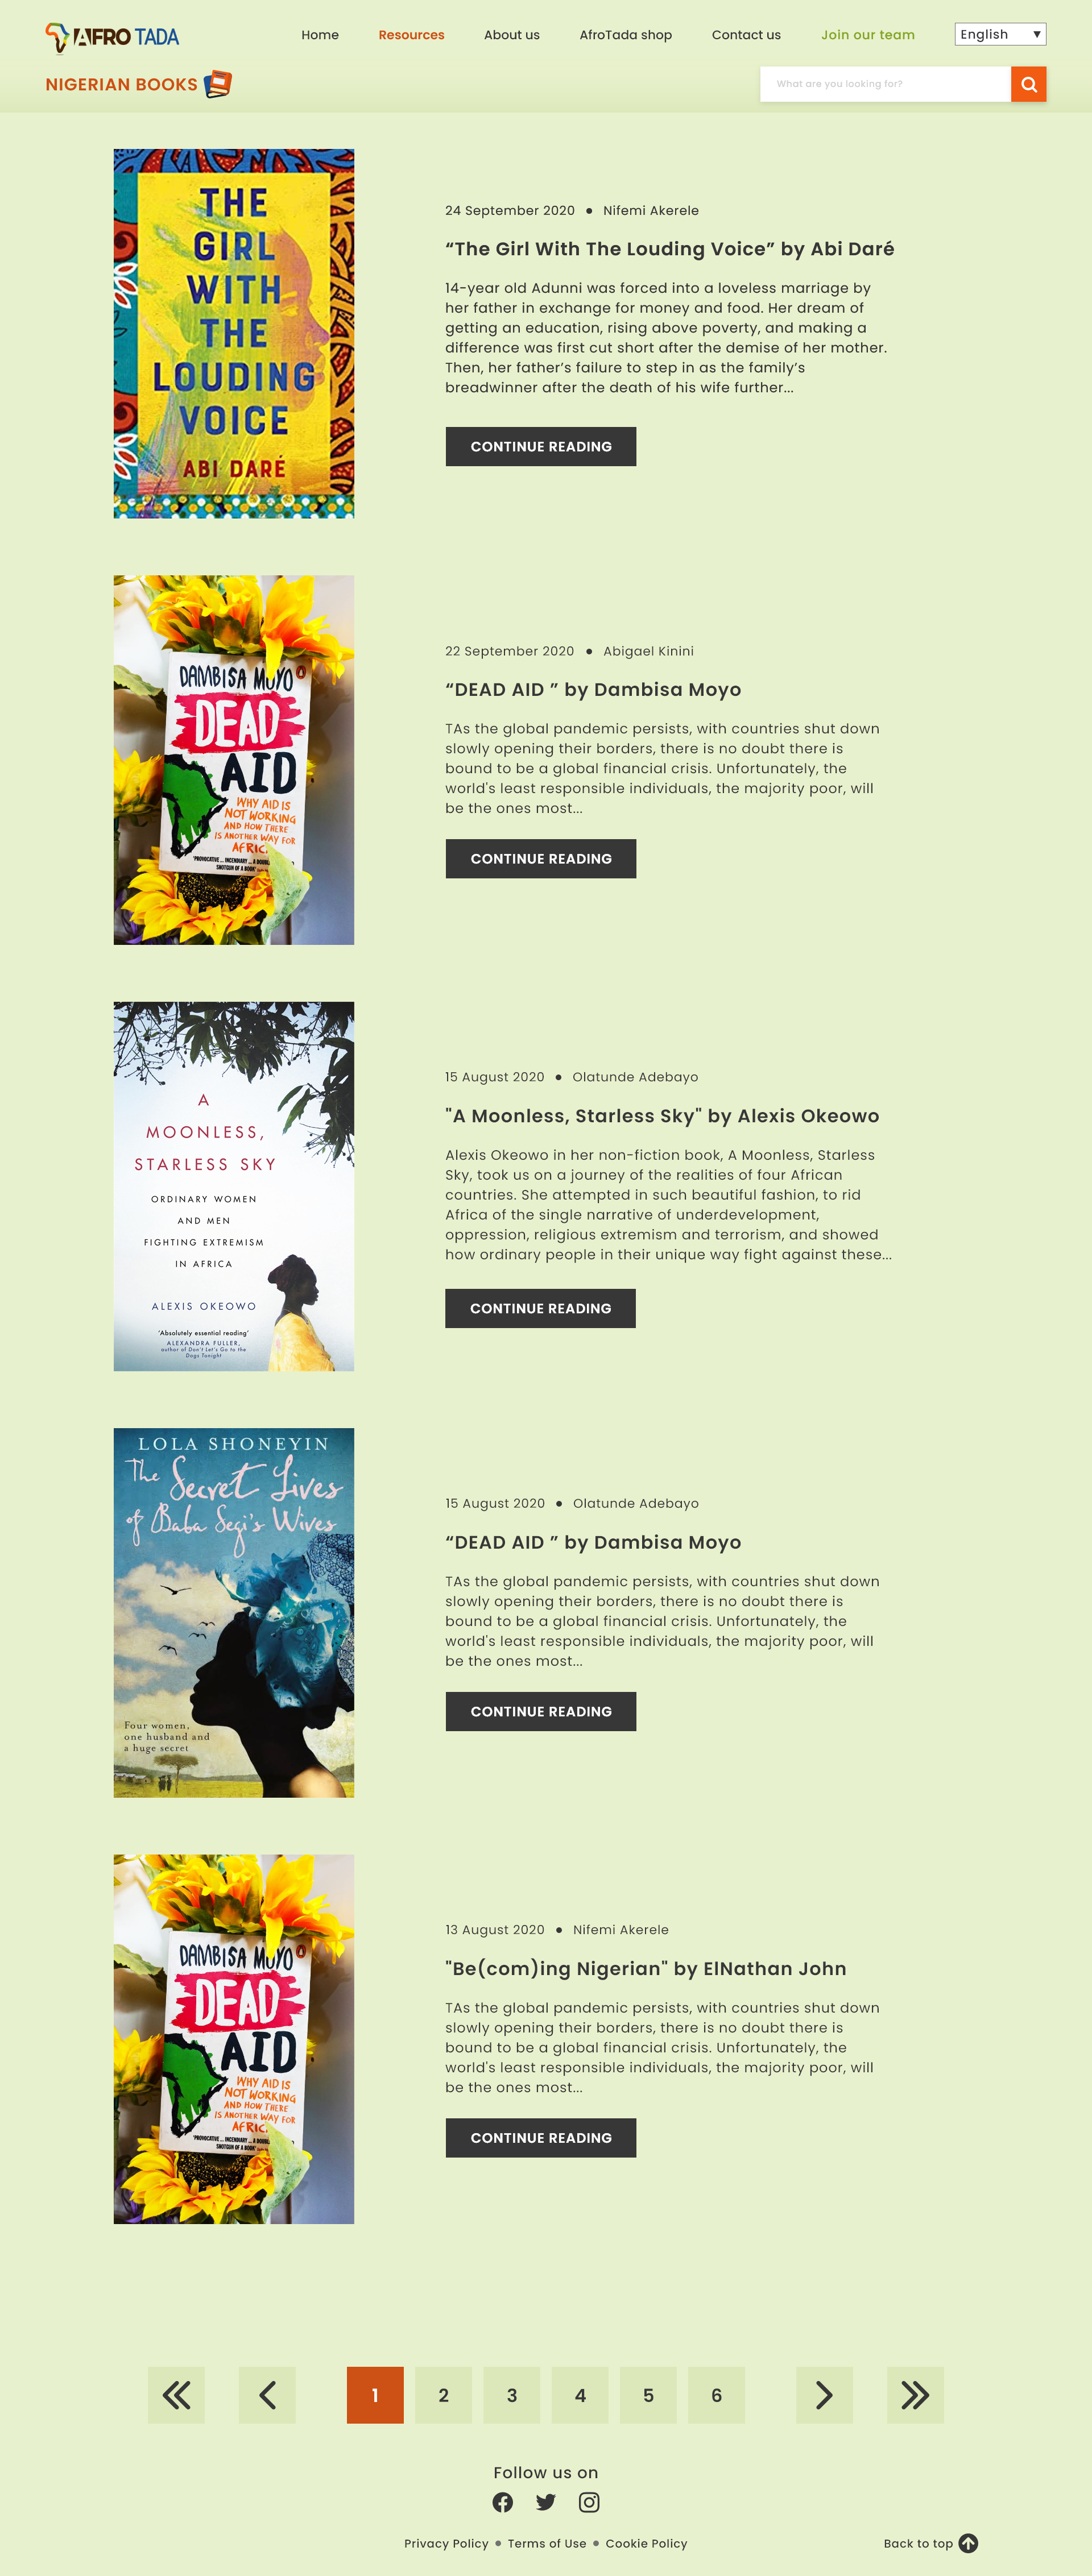 AFRO TADA
Home Resources About us AfroTada shop Contact us Join our team English
NIGERIAN BOOKS
What are you looking for?
THE
GIRL
WITH
THE
LOUDING
VOICE
ABI DARÉ
24 September 2020 • Nifemi Akerele
“The Girl With The Louding Voice” by Abi Daré
14-year old Adunni was forced into a loveless marriage by
her father in exchange for money and food. Her dream of
getting an education, rising above poverty, and making a
difference was first cut short after the demise of her mother.
Then, her father’s failure to step in as the family’s
breadwinner after the death of his wife further...
CONTINUE READING
DAMBISA MOYO
DEAD
AID
WHY AID IS
NOT WORKING
AND HOW THERE
IS ANOTHER WAY FOR
AFRIC
22 September 2020 • Abigael Kinini
“DEAD AID ” by Dambisa Moyo
TAs the global pandemic persists, with countries shut down
slowly opening their borders, there is no doubt there is
bound to be a global financial crisis. Unfortunately, the
world's least responsible individuals, the majority poor, will
be the ones most...
CONTINUE READING
A
MOONLESS,
STARLESS SKY
ORDINARY WOMEN
AND MEN
FIGHTING EXTREMISM
IN AFRICA
ALEXIS OKEOWO
'Absolutely essential reading'
ALEXANDRA FULLER,
author of Don't Let's Go to the
Dogs Tonight
15 August 2020 • Olatunde Adebayo
"A Moonless, Starless Sky" by Alexis Okeowo
Alexis Okeowo in her non-fiction book, A Moonless, Starless
Sky, took us on a journey of the realities of four African
countries. She attempted in such beautiful fashion, to rid
Africa of the single narrative of underdevelopment,
oppression, religious extremism and terrorism, and showed
how ordinary people in their unique way fight against these...
CONTINUE READING
LOLA SHONEYIN
The Secret Lives
of Baba Segi's Wives
Four women,
one husband and
a huge secret
15 August 2020 • Olatunde Adebayo
“DEAD AID ” by Dambisa Moyo
TAs the global pandemic persists, with countries shut down
slowly opening their borders, there is no doubt there is
bound to be a global financial crisis. Unfortunately, the
world's least responsible individuals, the majority poor, will
be the ones most...
CONTINUE READING
DAMBISA MOYO
DEAD
AID
WHY AID IS
NOT WORKING
AND HOW THERE
IS ANOTHER WAY FOR
AFRIC
13 August 2020 • Nifemi Akerele
"Be(com)ing Nigerian" by ElNathan John
TAs the global pandemic persists, with countries shut down
slowly opening their borders, there is no doubt there is
bound to be a global financial crisis. Unfortunately, the
world's least responsible individuals, the majority poor, will
be the ones most...
CONTINUE READING
1 2 3 4 5 6
Follow us on
Privacy Policy • Terms of Use • Cookie Policy
Back to top